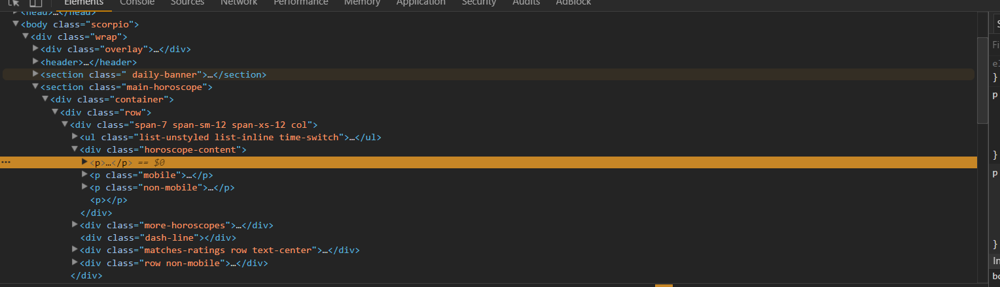 Elements Console Sources Network Performance Memory Application Security Audits AdBlock
<head>…</head>
<body class="scorpio">
<div class="wrap">
<div class="overlay">…</div>
<header>…</header>
<section class=" daily-banner">…</section>
<section class="main-horoscope">
<div class="container">
<div class="row">
<div class="span-7 span-sm-12 span-xs-12 col">
<ul class="list-unstyled list-inline time-switch">…</ul>
<div class="horoscope-content">
<p>…</p> == $0
<p class="mobile">…</p>
<p class="non-mobile">…</p>
<p></p>
</div>
<div class="more-horoscopes">…</div>
<div class="dash-line"></div>
<div class="matches-ratings row text-center">…</div>
<div class="row non-mobile">…</div>
</div>
S
Fi
el
}
p
}
p
}
In
bo